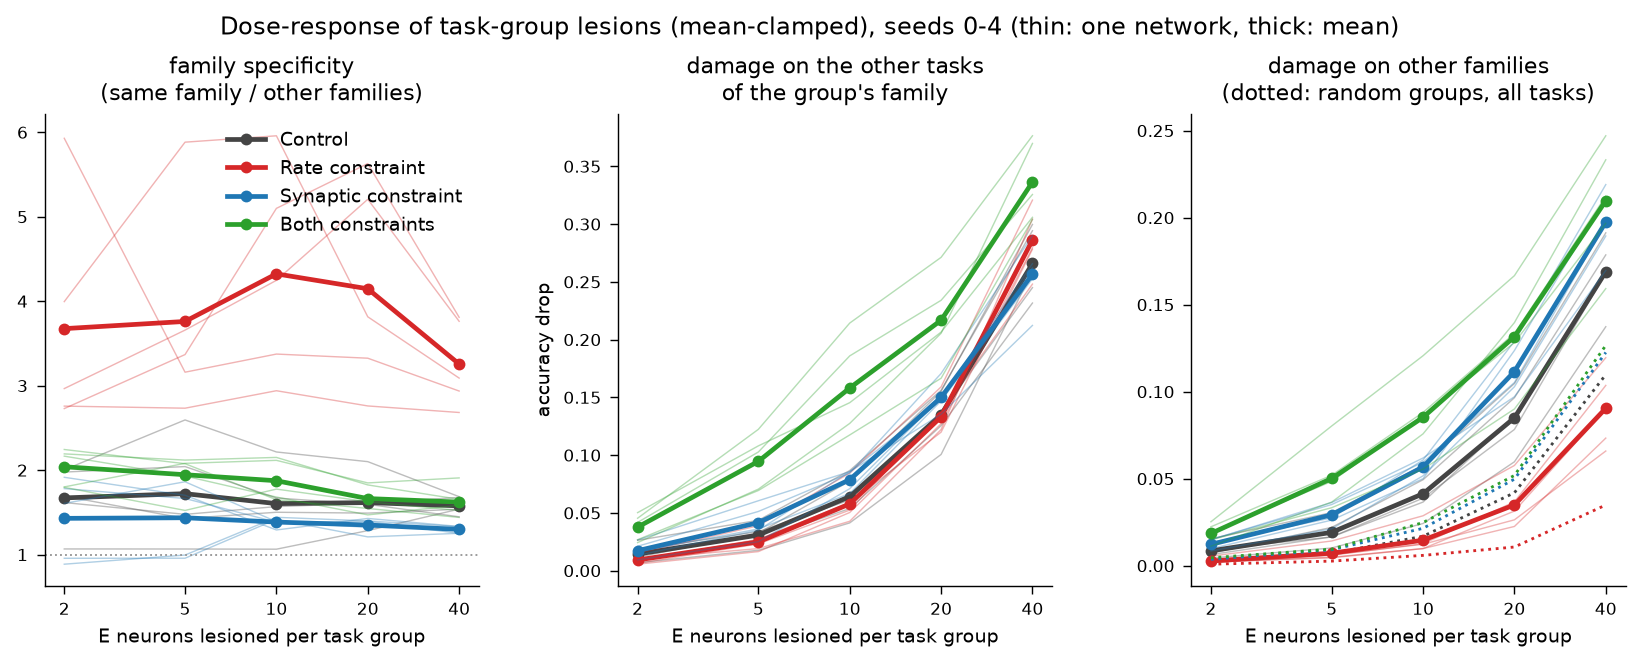 Dose-response of task-group lesions (mean-clamped), seeds 0-4 (thin: one network, thick: mean)
family specificity
(same family / other families)
6
5
4
3
2
1
Control
Rate constraint
Synaptic constraint
Both constraints
2 5 10 20 40
E neurons lesioned per task group
damage on the other tasks
of the group's family
accuracy drop
0.35
0.30
0.25
0.20
0.15
0.10
0.05
0.00
2 5 10 20 40
E neurons lesioned per task group
damage on other families
(dotted: random groups, all tasks)
0.25
0.20
0.15
0.10
0.05
0.00
2 5 10 20 40
E neurons lesioned per task group